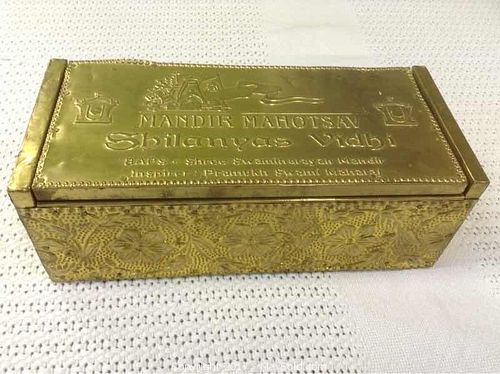 MANDIR MAHOTSAV
Shilanyas Vidhi
BAPS • Shree Swaminarayan Mandir
Inspirer : Pramukh Swami Maharaj